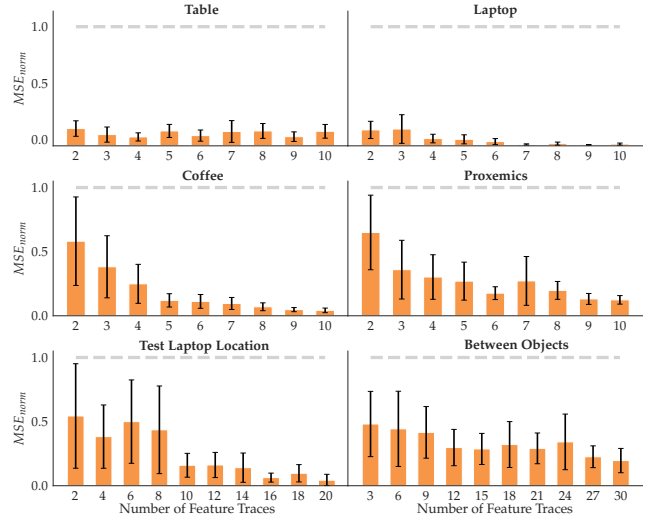 Table
Laptop
MSE_norm
1.0
0.5
0.0
2 3 4 5 6 7 8 9 10
2 3 4 5 6 7 8 9 10
Coffee
Proxemics
MSE_norm
1.0
0.5
0.0
2 3 4 5 6 7 8 9 10
2 3 4 5 6 7 8 9 10
Test Laptop Location
Between Objects
MSE_norm
1.0
0.5
0.0
2 4 6 8 10 12 14 16 18 20
3 6 9 12 15 18 21 24 27 30
Number of Feature Traces
Number of Feature Traces